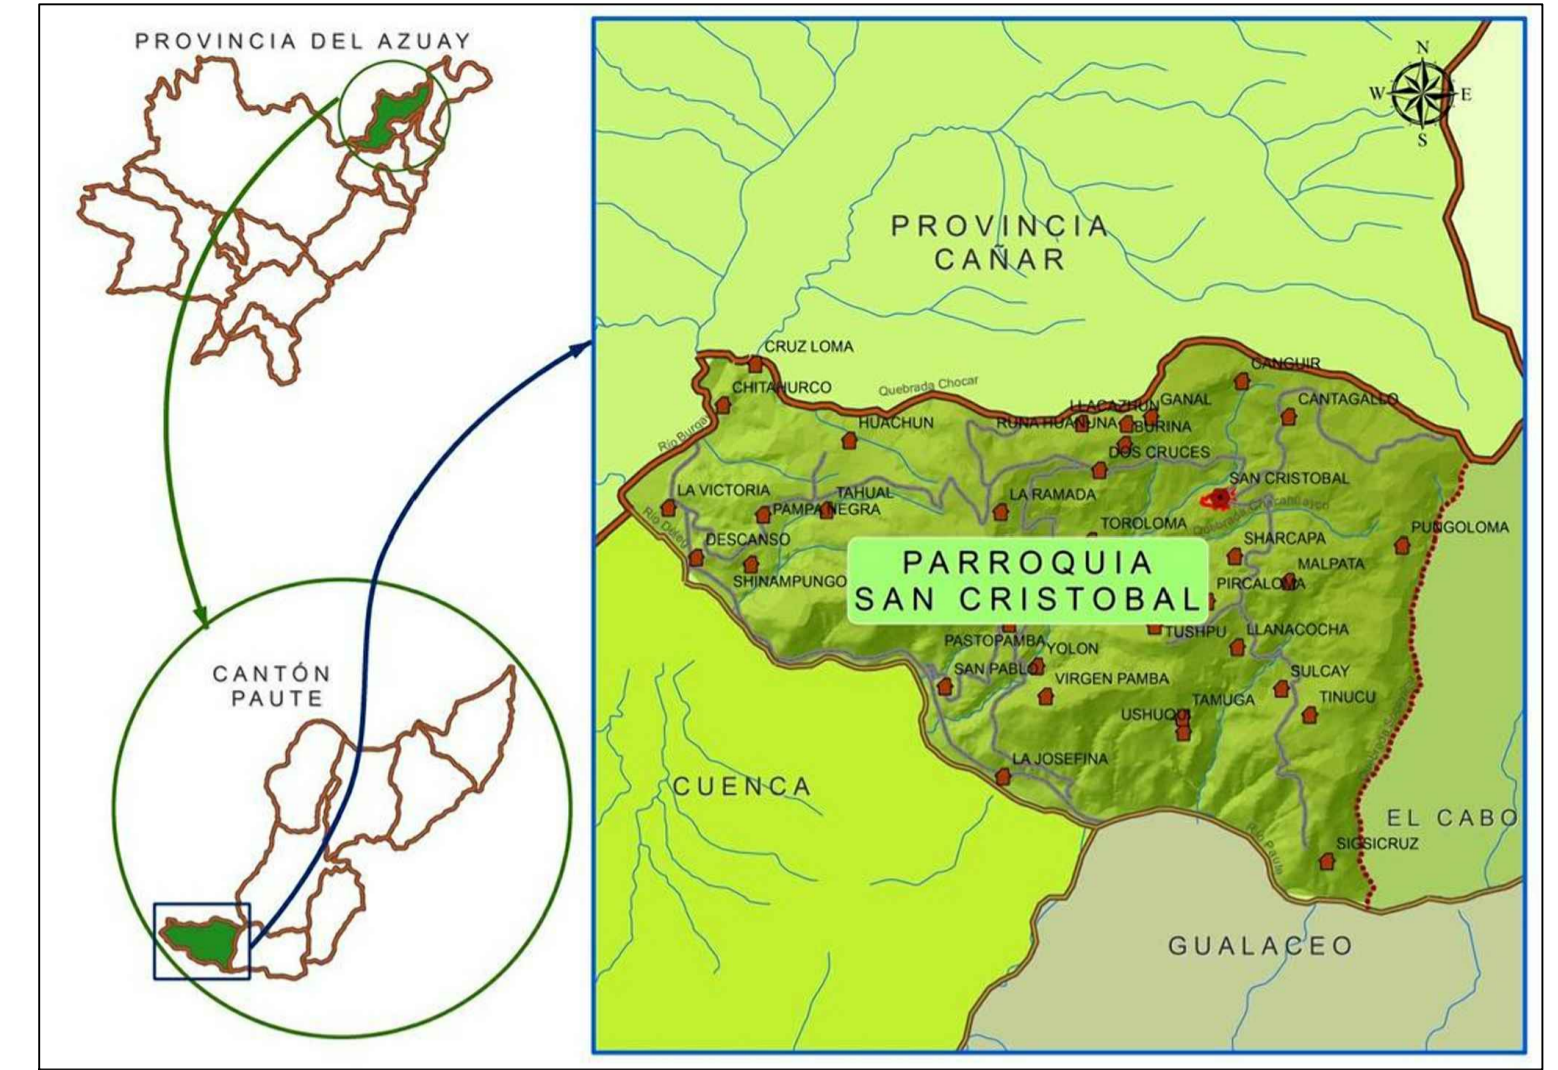 PROVINCIA DEL AZUAY
CANTÓN
PAUTE
N
W
E
S
PROVINCIA
CAÑAR
CRUZ LOMA
CHITAHURCO
Quebrada Chocar
CANGUIR
CANTAGALLO
LLACAZHUN
GANAL
HUACHUN
RUNA HUAÑUNA
BURINA
Río Burgay
DOS CRUCES
SAN CRISTOBAL
LA VICTORIA
TAHUAL
LA RAMADA
PAMPA NEGRA
TOROLOMA
PUNGOLOMA
Río Déleg
DESCANSO
SHARCAPA
MALPATA
SHINAMPUNGO
PARROQUIA
SAN CRISTOBAL
PIRCALOMA
TUSHPU
LLANACOCHA
PASTOPAMBA
YOLON
SAN PABLO
VIRGEN PAMBA
SULCAY
TAMUGA
TINUCU
USHUQUI
LA JOSEFINA
CUENCA
EL CABO
Río Paute
SIGSICRUZ
GUALACEO